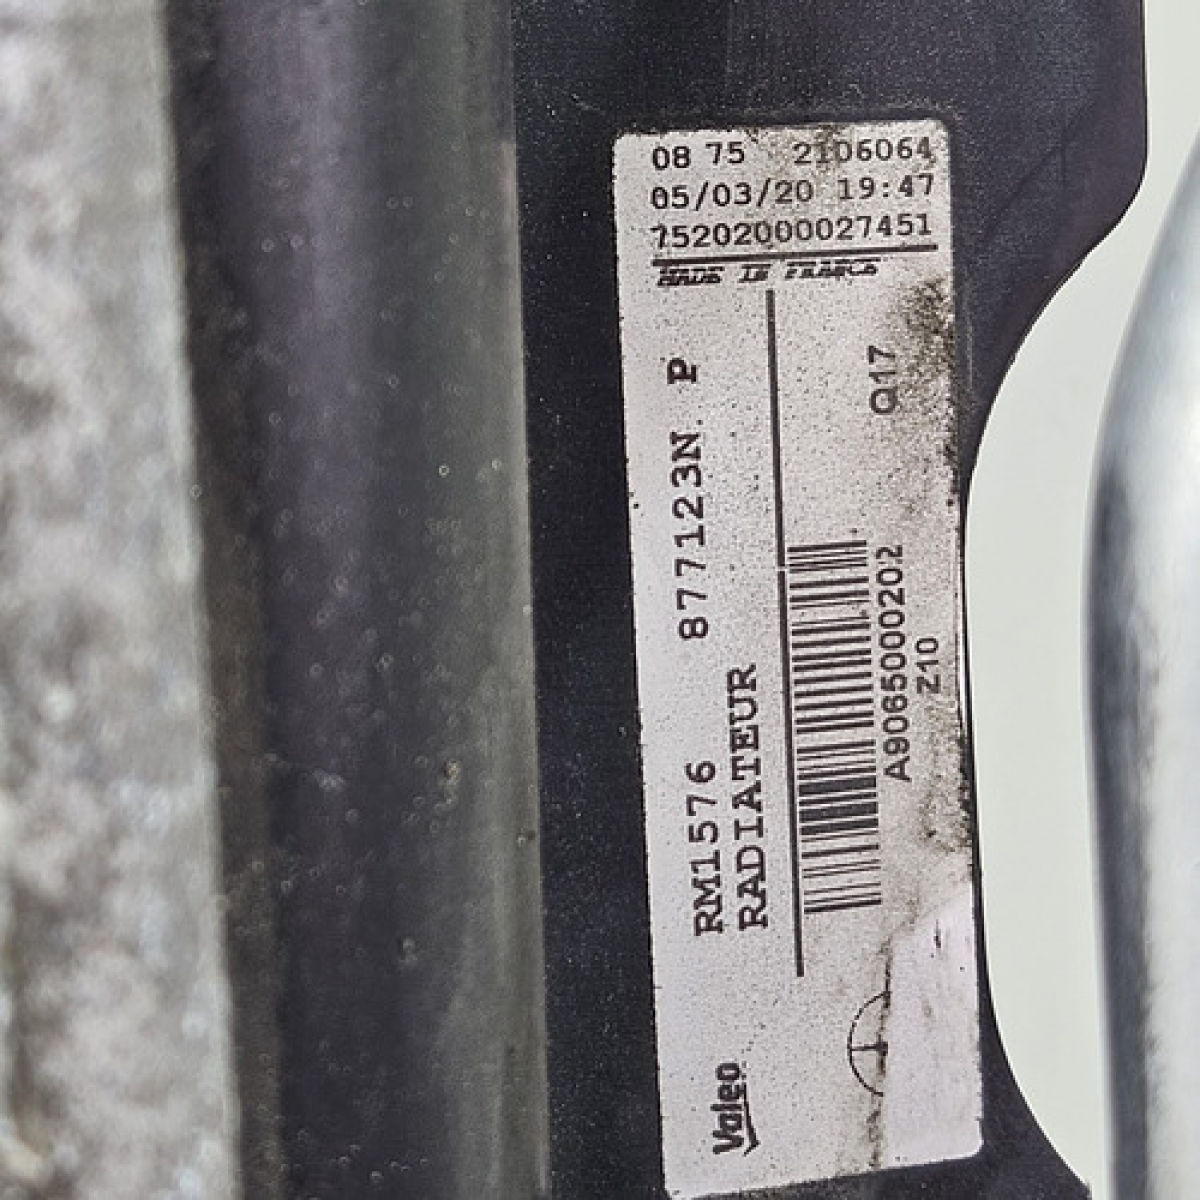 08 75 2106064
05/03/20 19:47
75202000027451
MADE IN FRANCE
RM1576 877123N. P
RADIATEUR
Q17
A9065000202
Z10
Valeo